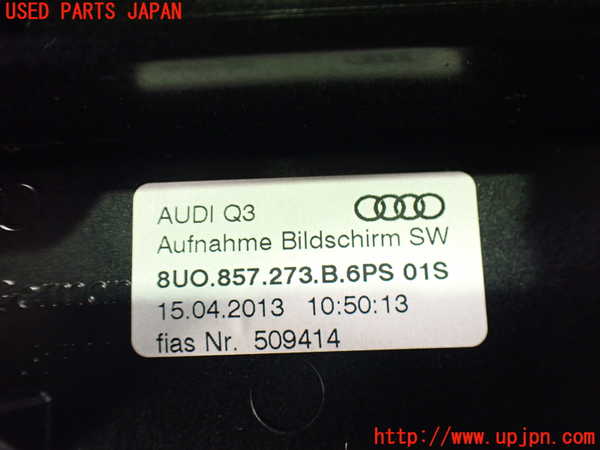 USED PARTS JAPAN
AUDI Q3
Aufnahme Bildschirm SW
8UO.857.273.B.6PS 01S
15.04.2013 10:50:13
fias Nr. 509414
http://www.upjpn.com/